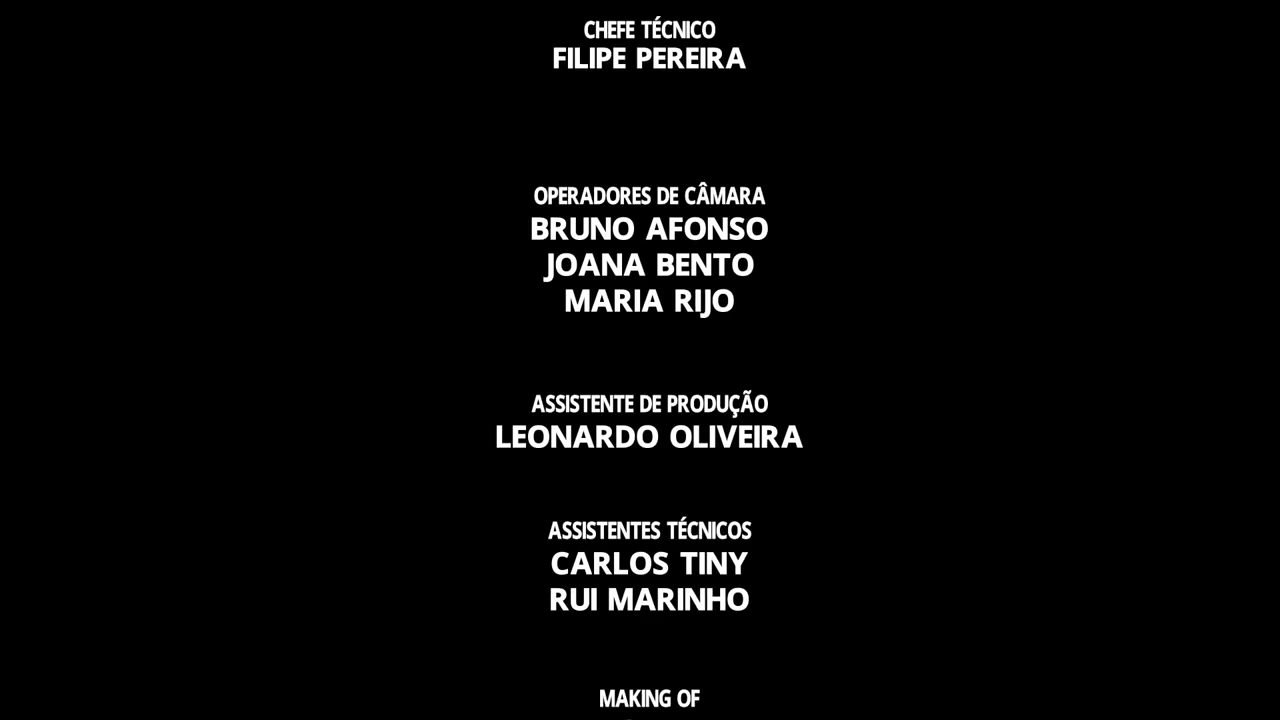 CHEFE TÉCNICO
FILIPE PEREIRA
OPERADORES DE CÂMARA
BRUNO AFONSO
JOANA BENTO
MARIA RIJO
ASSISTENTE DE PRODUÇÃO
LEONARDO OLIVEIRA
ASSISTENTES TÉCNICOS
CARLOS TINY
RUI MARINHO
MAKING OF